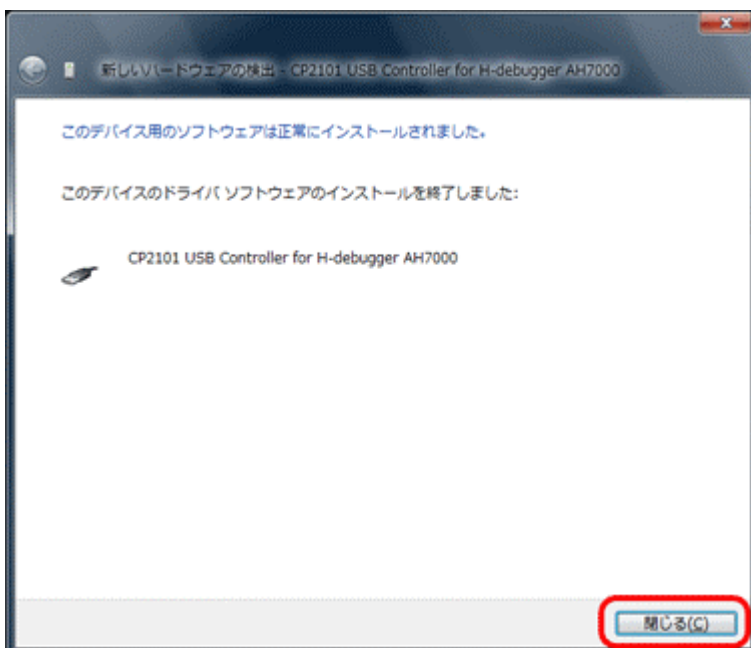 新しいハードウェアの検出 - CP2101 USB Controller for H-debugger AH7000
このデバイス用のソフトウェアは正常にインストールされました。
このデバイスのドライバ ソフトウェアのインストールを終了しました:
CP2101 USB Controller for H-debugger AH7000
閉じる(C)